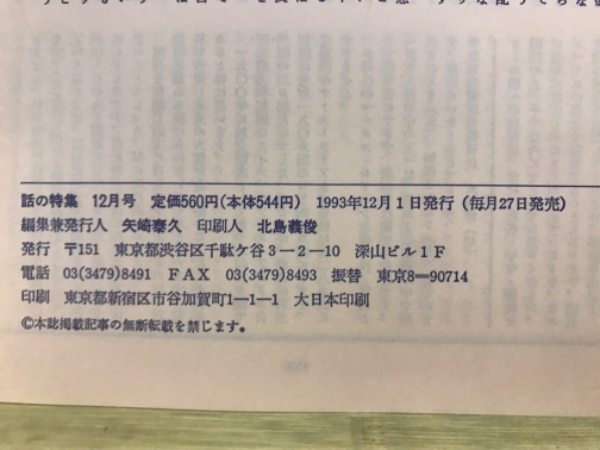 話の特集 12月号 定価560円(本体544円) 1993年12月1日発行(毎月27日発売)
編集兼発行人 矢崎泰久 印刷人 北島義俊
発行 〒151 東京都渋谷区千駄ケ谷3―2―10 深山ビル1F
電話 03(3479)8491 FAX 03(3479)8493 振替 東京8=90714
印刷 東京都新宿区市谷加賀町1―1―1 大日本印刷
©本誌掲載記事の無断転載を禁じます。